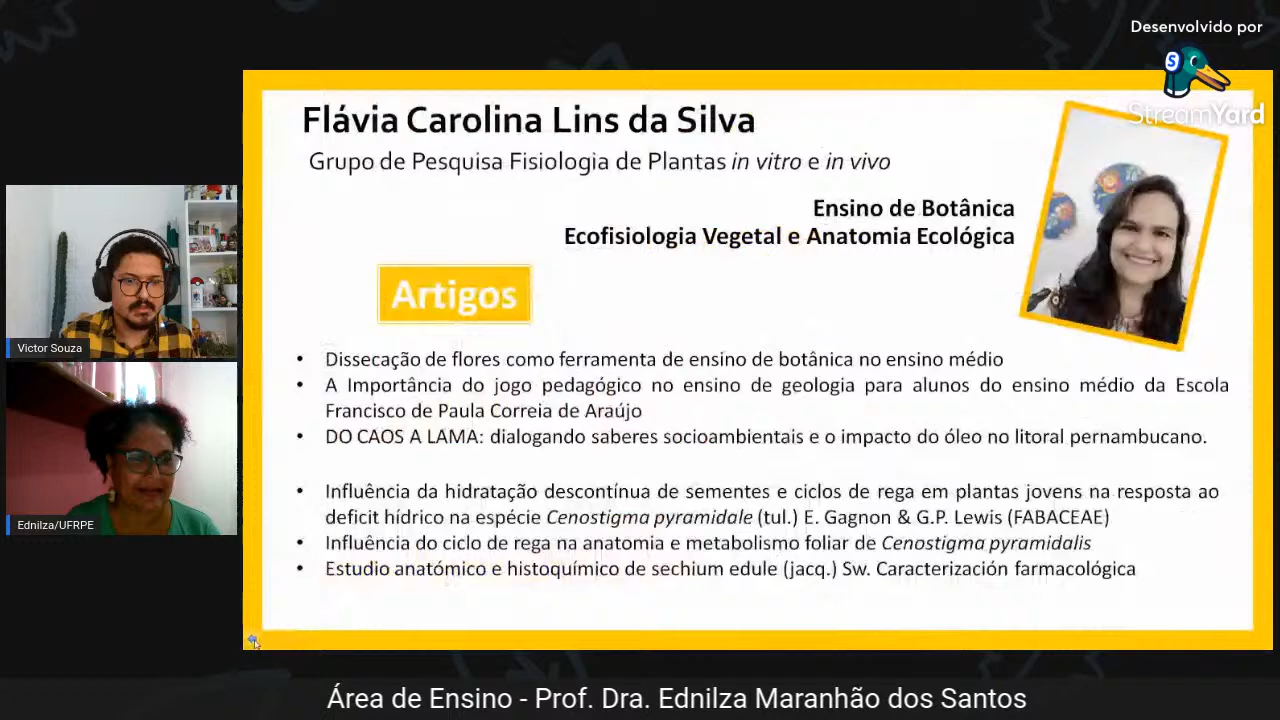 Desenvolvido por
StreamYard
Flávia Carolina Lins da Silva
Grupo de Pesquisa Fisiologia de Plantas in vitro e in vivo
Ensino de Botânica
Ecofisiologia Vegetal e Anatomia Ecológica
Artigos
• Dissecação de flores como ferramenta de ensino de botânica no ensino médio
• A Importância do jogo pedagógico no ensino de geologia para alunos do ensino médio da Escola
Francisco de Paula Correia de Araújo
• DO CAOS A LAMA: dialogando saberes socioambientais e o impacto do óleo no litoral pernambucano.
• Influência da hidratação descontínua de sementes e ciclos de rega em plantas jovens na resposta ao
deficit hídrico na espécie Cenostigma pyramidale (tul.) E. Gagnon & G.P. Lewis (FABACEAE)
• Influência do ciclo de rega na anatomia e metabolismo foliar de Cenostigma pyramidalis
• Estudio anatómico e histoquímico de sechium edule (jacq.) Sw. Caracterización farmacológica
Victor Souza
Ednilza/UFRPE
Área de Ensino - Prof. Dra. Ednilza Maranhão dos Santos